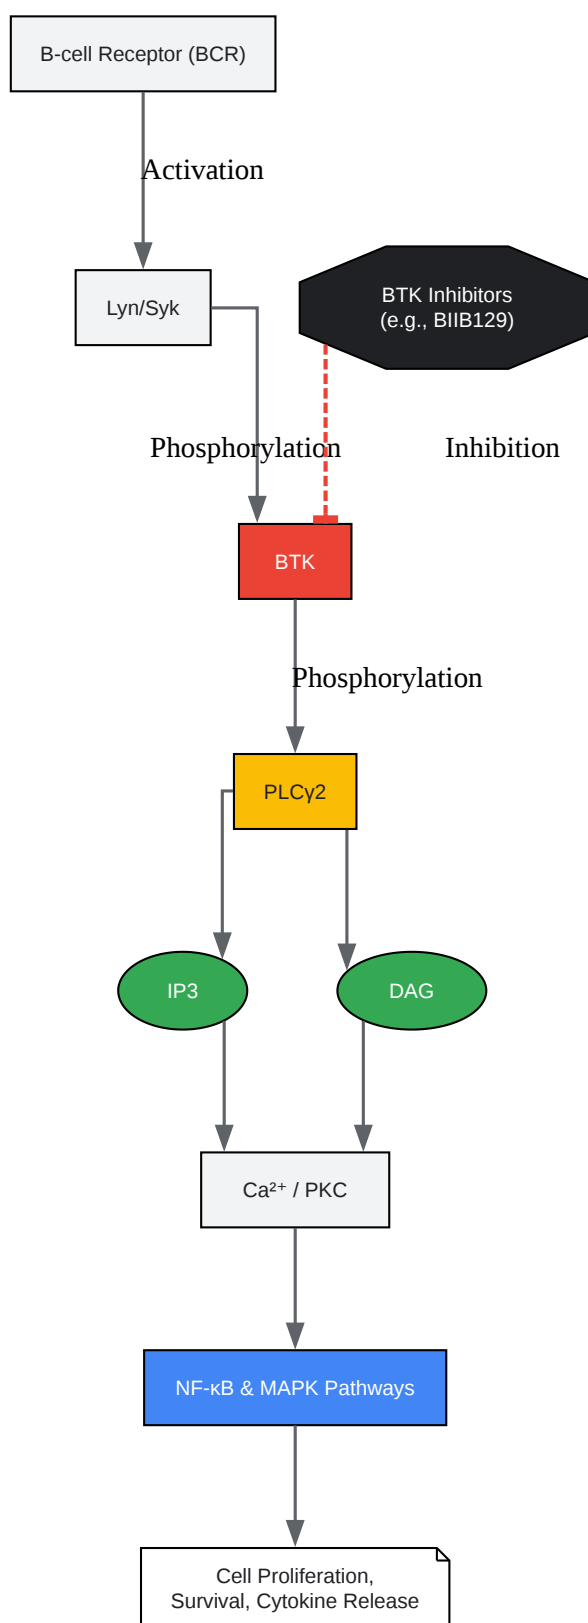 B-cell Receptor (BCR)
Activation
Lyn/Syk
BTK Inhibitors
(e.g., BIIB129)
Phosphorylation
Inhibition
BTK
Phosphorylation
PLCγ2
IP3
DAG
Ca²⁺ / PKC
NF-κB & MAPK Pathways
Cell Proliferation,
Survival, Cytokine Release